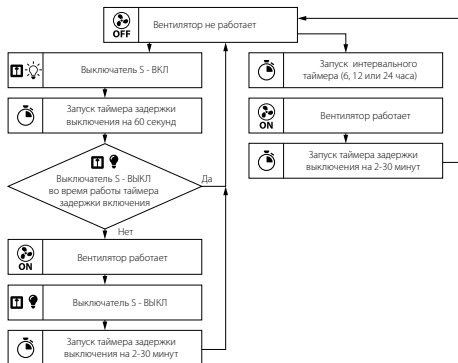 OFF
Вентилятор не работает
Выключатель S - ВКЛ
Запуск таймера задержки
выключения на 60 секунд
Выключатель S - ВЫКЛ
во время работы таймера
задержки включения
Да
Нет
ON
Вентилятор работает
Выключатель S - ВЫКЛ
Запуск таймера задержки
выключения на 2-30 минут
Запуск интервального
таймера (6, 12 или 24 часа)
ON
Вентилятор работает
Запуск таймера задержки
выключения на 2-30 минут